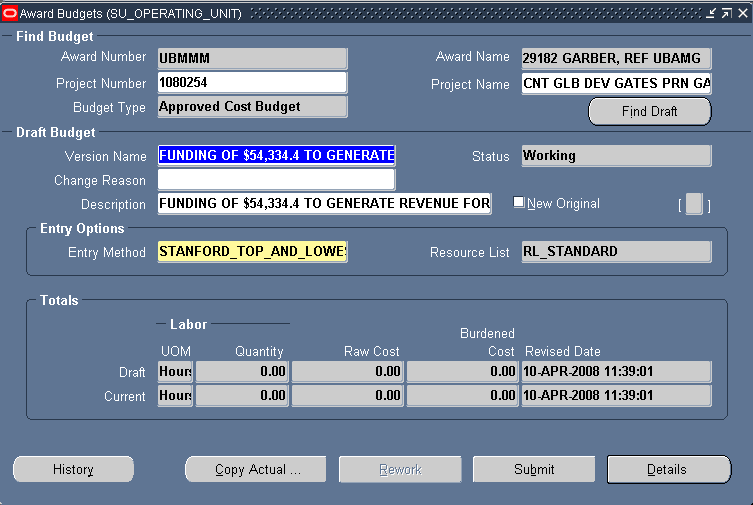 Award Budgets (SU_OPERATING_UNIT)
Find Budget
Award Number UBMMM Award Name 29182 GARBER, REF UBAMG
Project Number 1080254 Project Name CNT GLB DEV GATES PRN GA
Budget Type Approved Cost Budget
Find Draft
Draft Budget
Version Name FUNDING OF $54,334.4 TO GENERATE Status Working
Change Reason
Description FUNDING OF $54,334.4 TO GENERATE REVENUE FOR New Original [ ]
Entry Options
Entry Method STANFORD_TOP_AND_LOWES Resource List RL_STANDARD
Totals
Labor
Burdened
UOM Quantity Raw Cost Cost Revised Date
Draft Hours 0.00 0.00 0.00 10-APR-2008 11:39:01
Current Hours 0.00 0.00 0.00 10-APR-2008 11:39:01
History Copy Actual ... Rework Submit Details